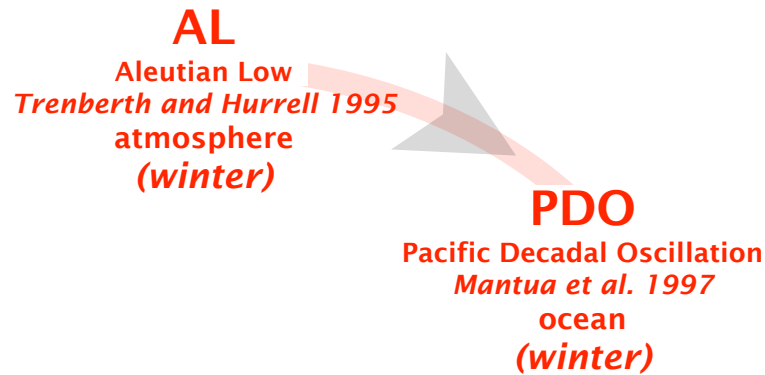 AL
Aleutian Low
Trenberth and Hurrell 1995
atmosphere
(winter)
PDO
Pacific Decadal Oscillation
Mantua et al. 1997
ocean
(winter)